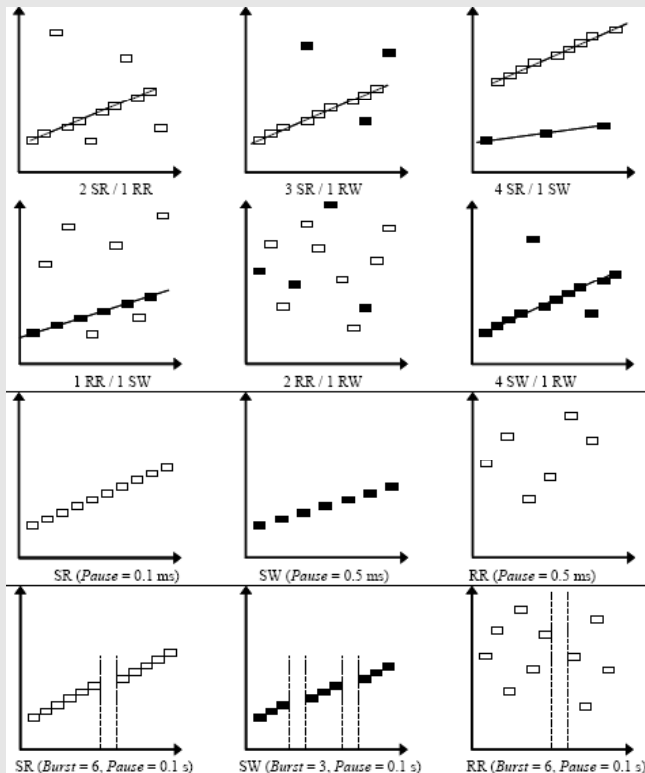 2 SR / 1 RR
3 SR / 1 RW
4 SR / 1 SW
1 RR / 1 SW
2 RR / 1 RW
4 SW / 1 RW
SR (Pause = 0.1 ms)
SW (Pause = 0.5 ms)
RR (Pause = 0.5 ms)
SR (Burst = 6, Pause = 0.1 s)
SW (Burst = 3, Pause = 0.1 s)
RR (Burst = 6, Pause = 0.1 s)